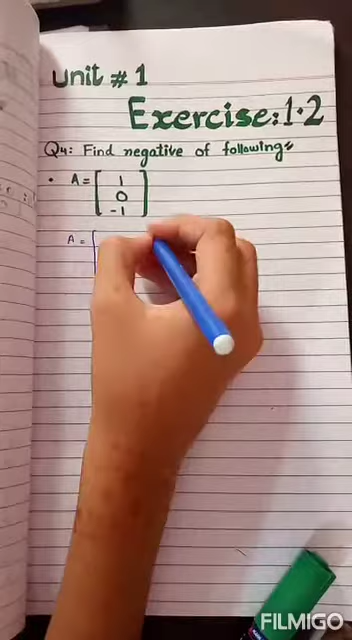 Unit # 1
Exercise:1.2
Q4: Find negative of following:
• A = [ 1
0
-1 ]
A = [
FILMIGO